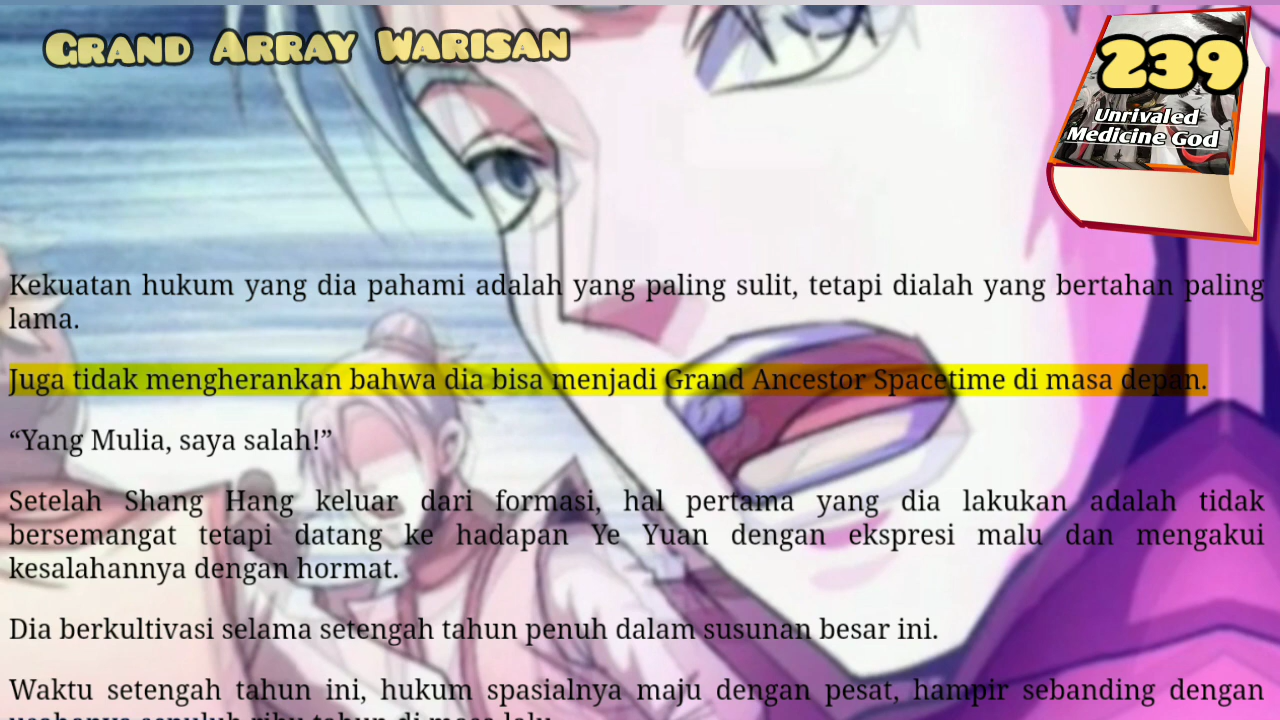 Grand Array Warisan
239
Unrivaled
Medicine God
Kekuatan hukum yang dia pahami adalah yang paling sulit, tetapi dialah yang bertahan paling
lama.
Juga tidak mengherankan bahwa dia bisa menjadi Grand Ancestor Spacetime di masa depan.
“Yang Mulia, saya salah!”
Setelah Shang Hang keluar dari formasi, hal pertama yang dia lakukan adalah tidak
bersemangat tetapi datang ke hadapan Ye Yuan dengan ekspresi malu dan mengakui
kesalahannya dengan hormat.
Dia berkultivasi selama setengah tahun penuh dalam susunan besar ini.
Waktu setengah tahun ini, hukum spasialnya maju dengan pesat, hampir sebanding dengan